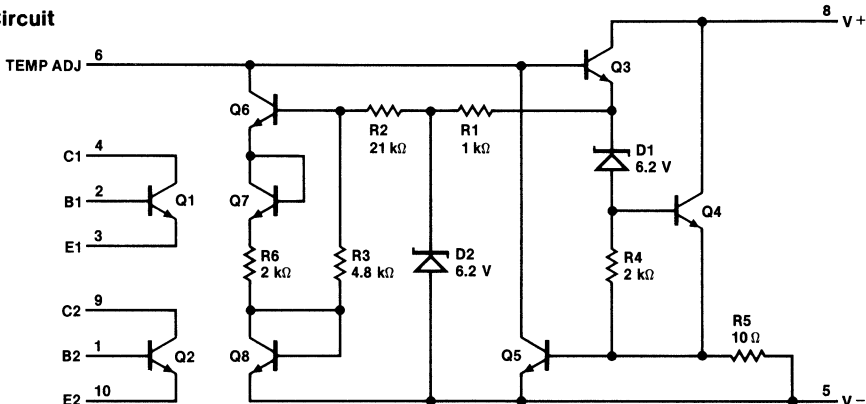 Circuit
8
V+
6
TEMP ADJ
Q3
Q6
R2
21 kΩ
R1
1 kΩ
D1
6.2 V
C1
4
B1
2
Q1
E1
3
Q7
Q4
R6
2 kΩ
R3
4.8 kΩ
D2
6.2 V
R4
2 kΩ
C2
9
B2
1
Q2
E2
10
Q8
Q5
R5
10 Ω
5
V−